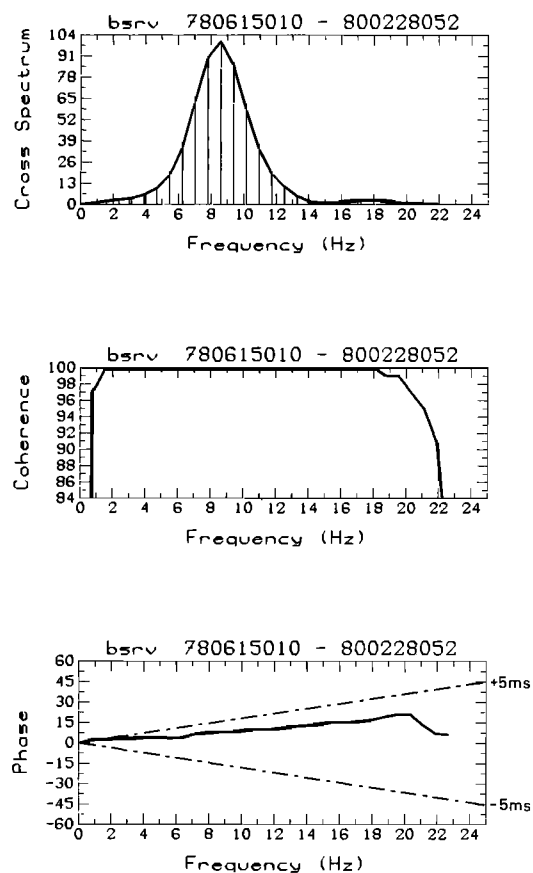 bsrv 780615010 - 800228052
104
91
78
65
52
39
26
13
0
Cross Spectrum
0 2 4 6 8 10 12 14 16 18 20 22 24
Frequency (Hz)
bsrv 780615010 - 800228052
100
98
96
94
92
90
88
86
84
Coherence
0 2 4 6 8 10 12 14 16 18 20 22 24
Frequency (Hz)
bsrv 780615010 - 800228052
60
45
30
15
0
-15
-30
-45
-60
Phase
+5ms
-5ms
0 2 4 6 8 10 12 14 16 18 20 22 24
Frequency (Hz)